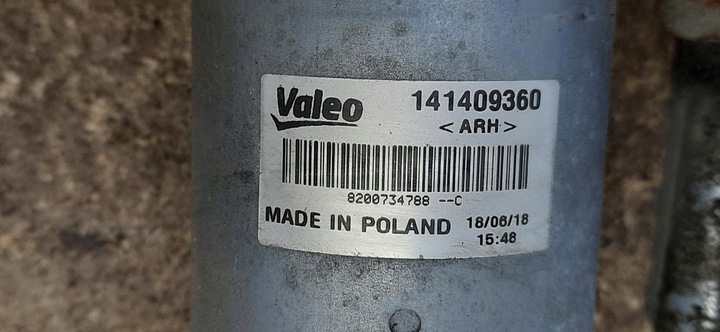 Valeo 141409360
<ARH>
8200734788 --C
MADE IN POLAND 18/06/18
15:48